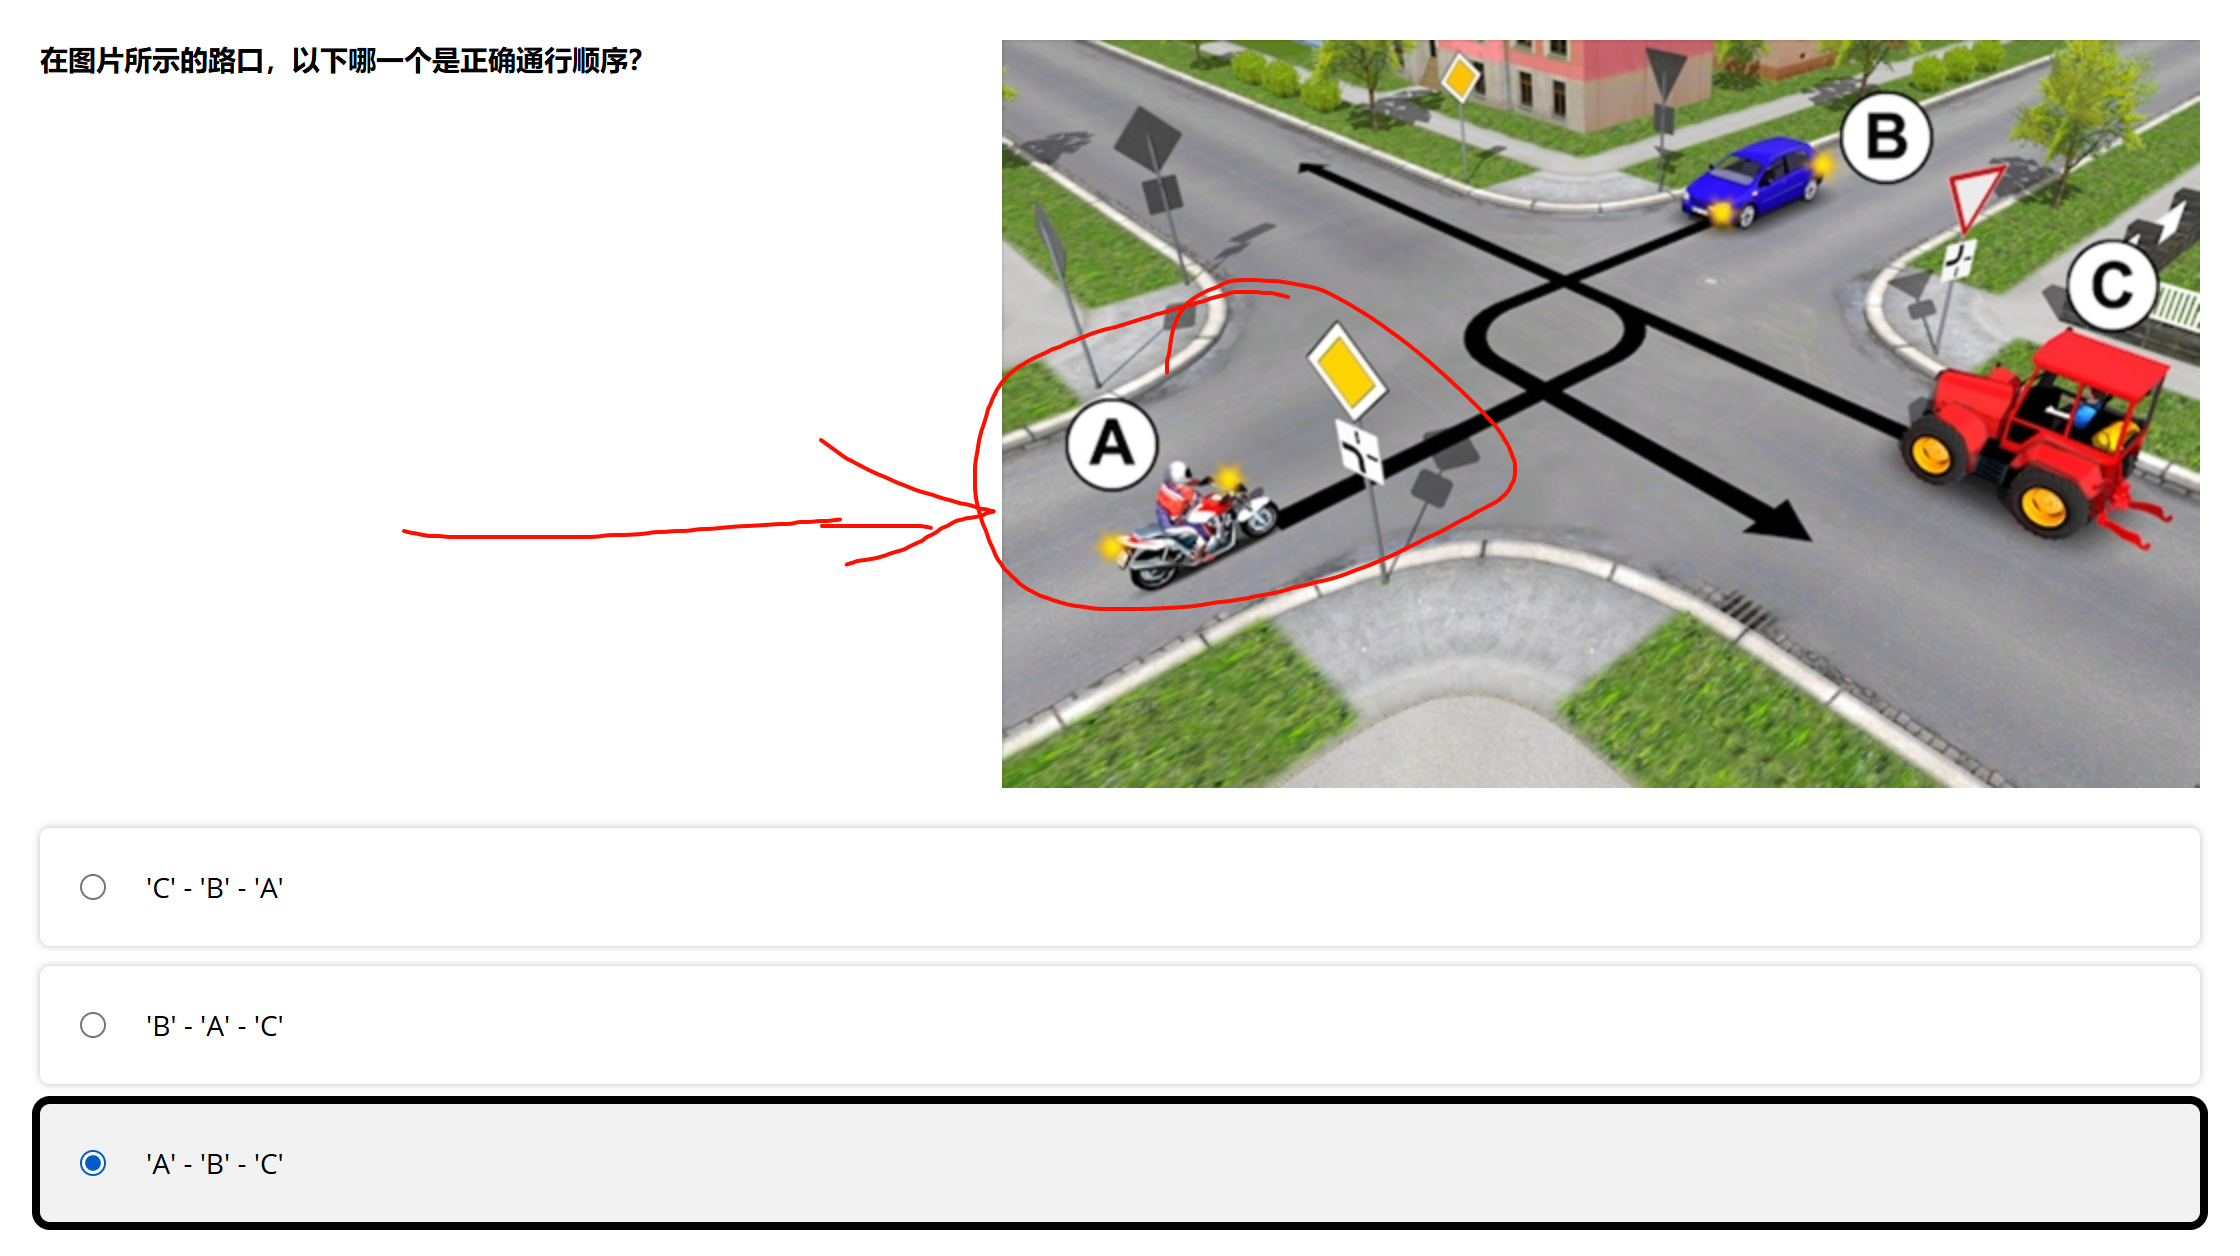 在图片所示的路口，以下哪一个是正确通行顺序?
B
C
A
'C' - 'B' - 'A'
'B' - 'A' - 'C'
'A' - 'B' - 'C'